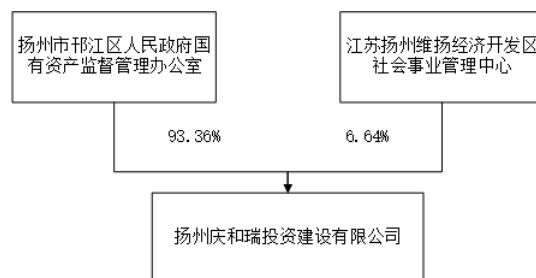 扬州市邗江区人民政府国
有资产监督管理办公室
江苏扬州维扬经济开发区
社会事业管理中心
93.36%
6.64%
扬州庆和瑞投资建设有限公司